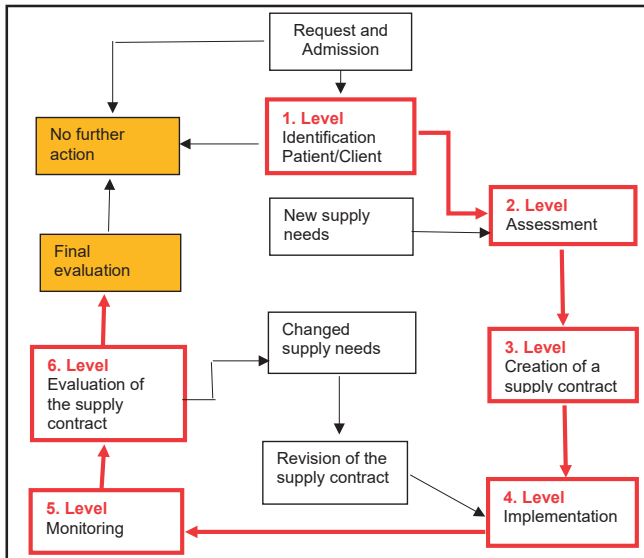 Request and
Admission
1. Level
Identification
Patient/Client
No further
action
2. Level
Assessment
New supply
needs
Final
evaluation
Changed
supply needs
3. Level
Creation of a
supply contract
6. Level
Evaluation of
the supply
contract
Revision of the
supply contract
4. Level
Implementation
5. Level
Monitoring